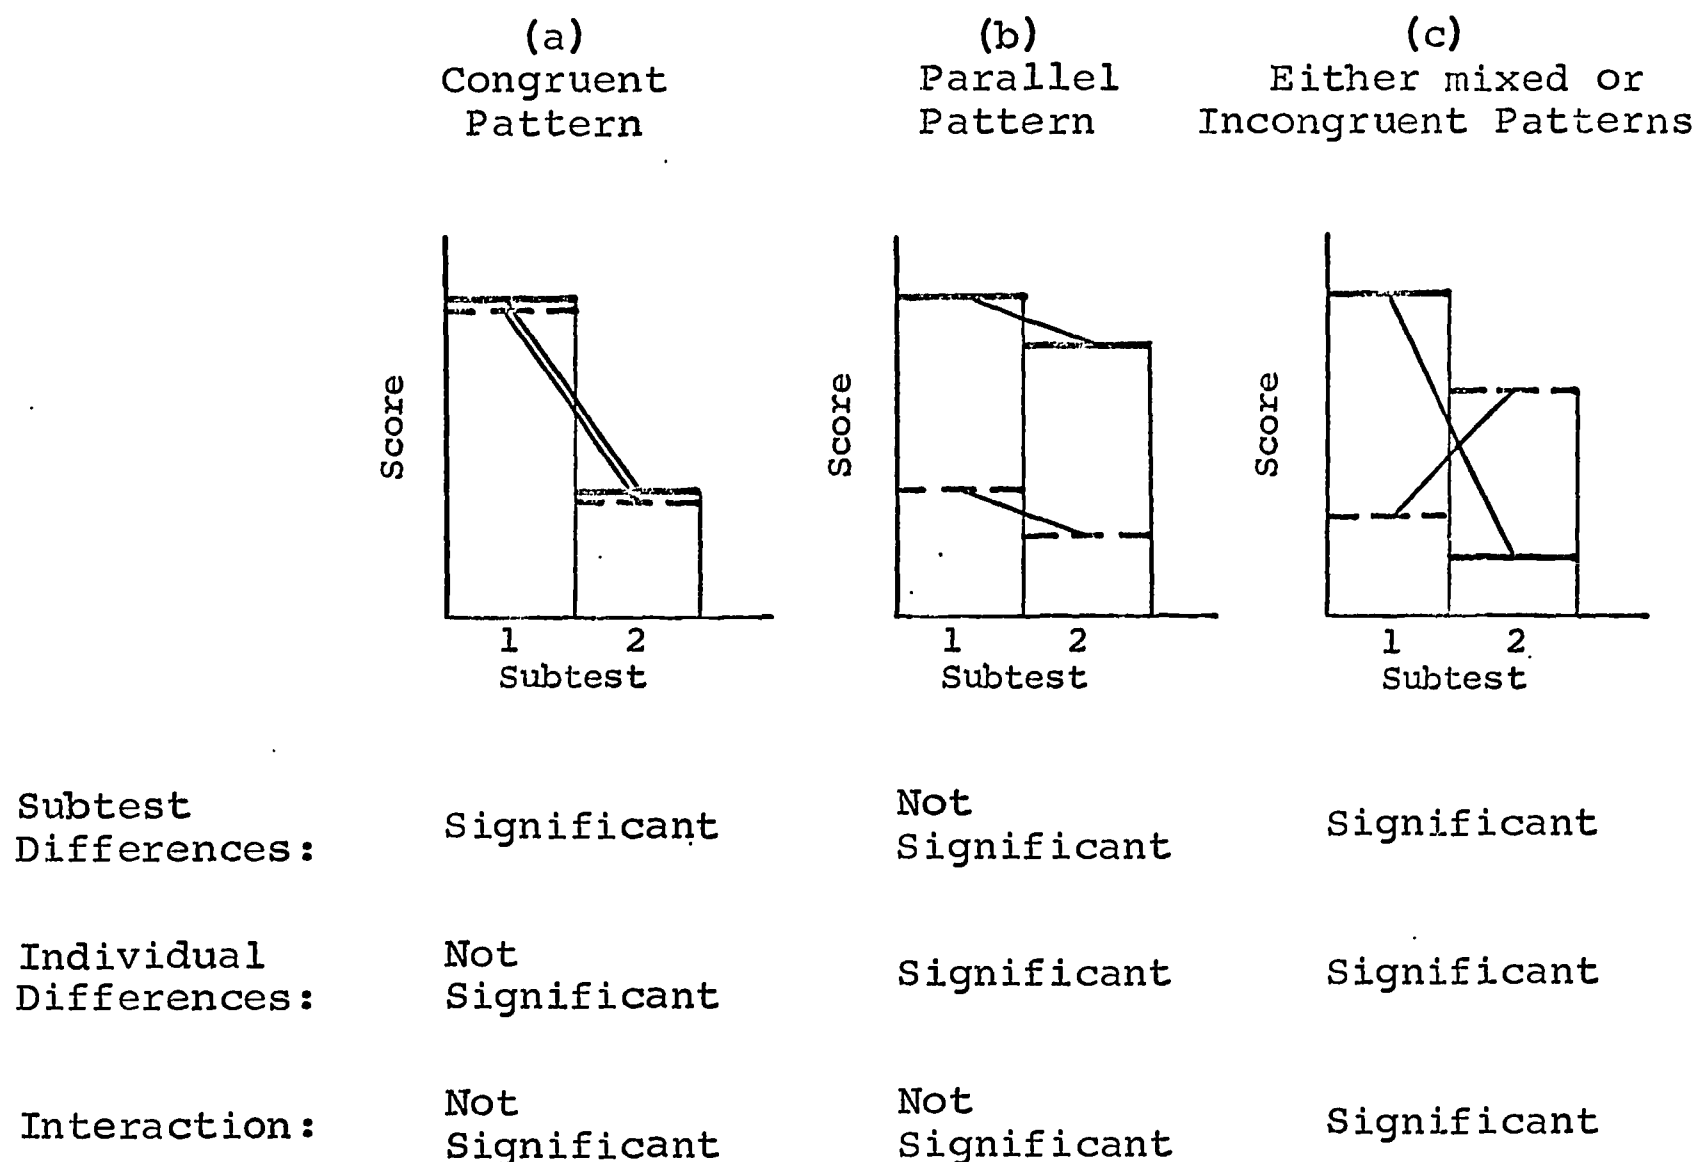 (a)
Congruent
Pattern
(b)
Parallel
Pattern
(c)
Either mixed or
Incongruent Patterns
Score
1 2
Subtest
Score
1 2
Subtest
Score
1 2
Subtest
Subtest
Differences:
Significant
Not
Significant
Significant
Individual
Differences:
Not
Significant
Significant
Significant
Interaction:
Not
Significant
Not
Significant
Significant